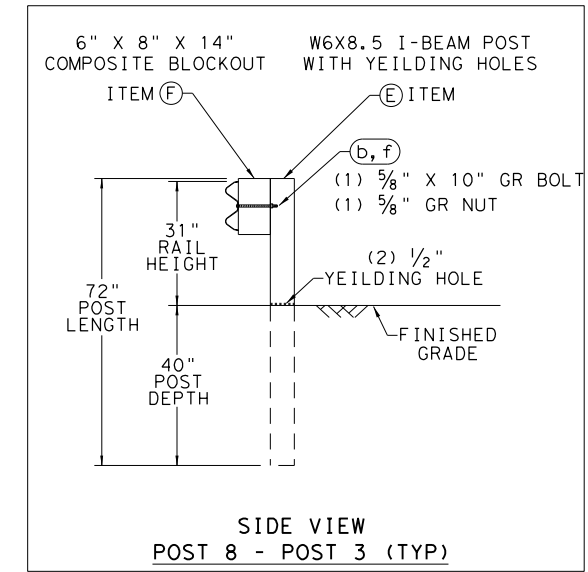 6" X 8" X 14"
COMPOSITE BLOCKOUT
ITEM F
W6X8.5 I-BEAM POST
WITH YEILDING HOLES
E ITEM
b, f
(1) 5/8" X 10" GR BOLT
(1) 5/8" GR NUT
31"
RAIL
HEIGHT
(2) 1/2"
YEILDING HOLE
72"
POST
LENGTH
FINISHED
GRADE
40"
POST
DEPTH
SIDE VIEW
POST 8 - POST 3 (TYP)